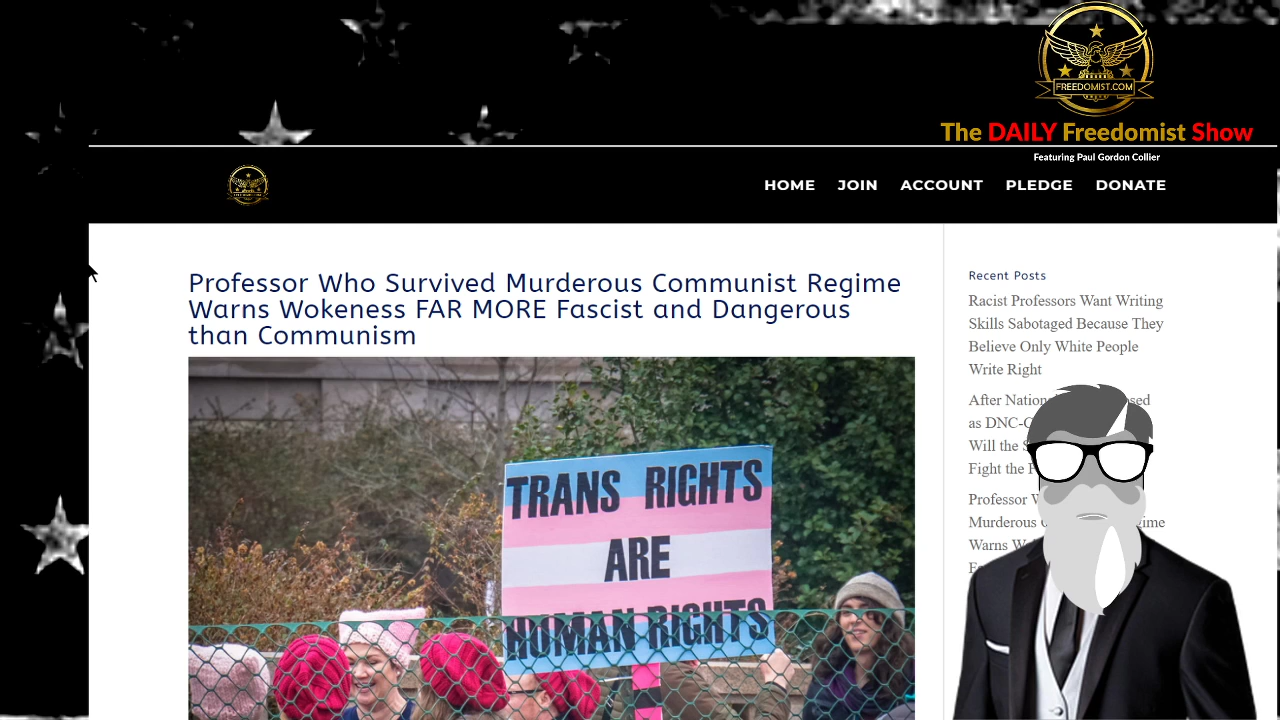 FREEDOMIST.COM
The DAILY Freedomist Show
Featuring Paul Gordon Collier
HOME JOIN ACCOUNT PLEDGE DONATE
Professor Who Survived Murderous Communist Regime
Warns Wokeness FAR MORE Fascist and Dangerous
than Communism
TRANS RIGHTS
ARE
HUMAN RIGHTS
Recent Posts
Racist Professors Want Writing
Skills Sabotaged Because They
Believe Only White People
Write Right
After
as
Will the
Fight the
Professor
Murderous
Warns